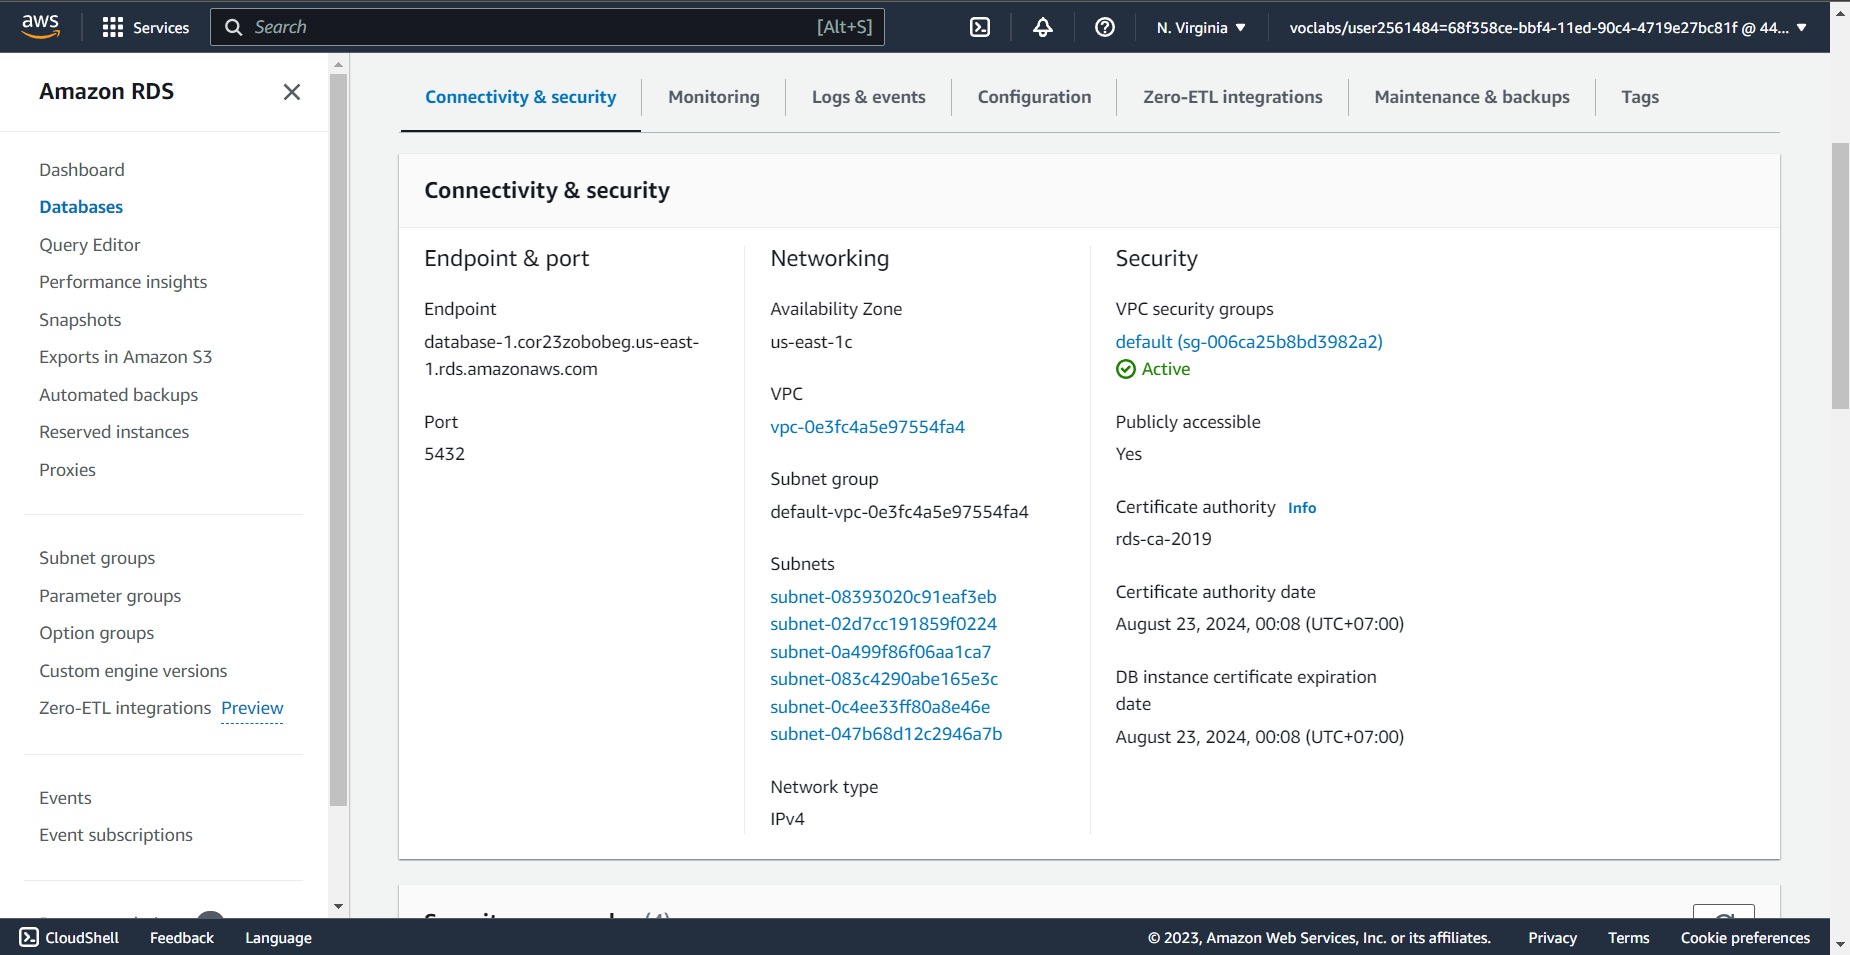 aws
Services
Search [Alt+S]
N. Virginia
voclabs/user2561484=68f358ce-bbf4-11ed-90c4-4719e27bc81f @ 44...
Amazon RDS
Dashboard
Databases
Query Editor
Performance insights
Snapshots
Exports in Amazon S3
Automated backups
Reserved instances
Proxies
Subnet groups
Parameter groups
Option groups
Custom engine versions
Zero-ETL integrations Preview
Events
Event subscriptions
Connectivity & security
Monitoring
Logs & events
Configuration
Zero-ETL integrations
Maintenance & backups
Tags
Connectivity & security
Endpoint & port
Endpoint
database-1.cor23zobobeg.us-east-
1.rds.amazonaws.com
Port
5432
Networking
Availability Zone
us-east-1c
VPC
vpc-0e3fc4a5e97554fa4
Subnet group
default-vpc-0e3fc4a5e97554fa4
Subnets
subnet-08393020c91eaf3eb
subnet-02d7cc191859f0224
subnet-0a499f86f06aa1ca7
subnet-083c4290abe165e3c
subnet-0c4ee33ff80a8e46e
subnet-047b68d12c2946a7b
Network type
IPv4
Security
VPC security groups
default (sg-006ca25b8bd3982a2)
Active
Publicly accessible
Yes
Certificate authority Info
rds-ca-2019
Certificate authority date
August 23, 2024, 00:08 (UTC+07:00)
DB instance certificate expiration
date
August 23, 2024, 00:08 (UTC+07:00)
CloudShell
Feedback
Language
© 2023, Amazon Web Services, Inc. or its affiliates.
Privacy
Terms
Cookie preferences